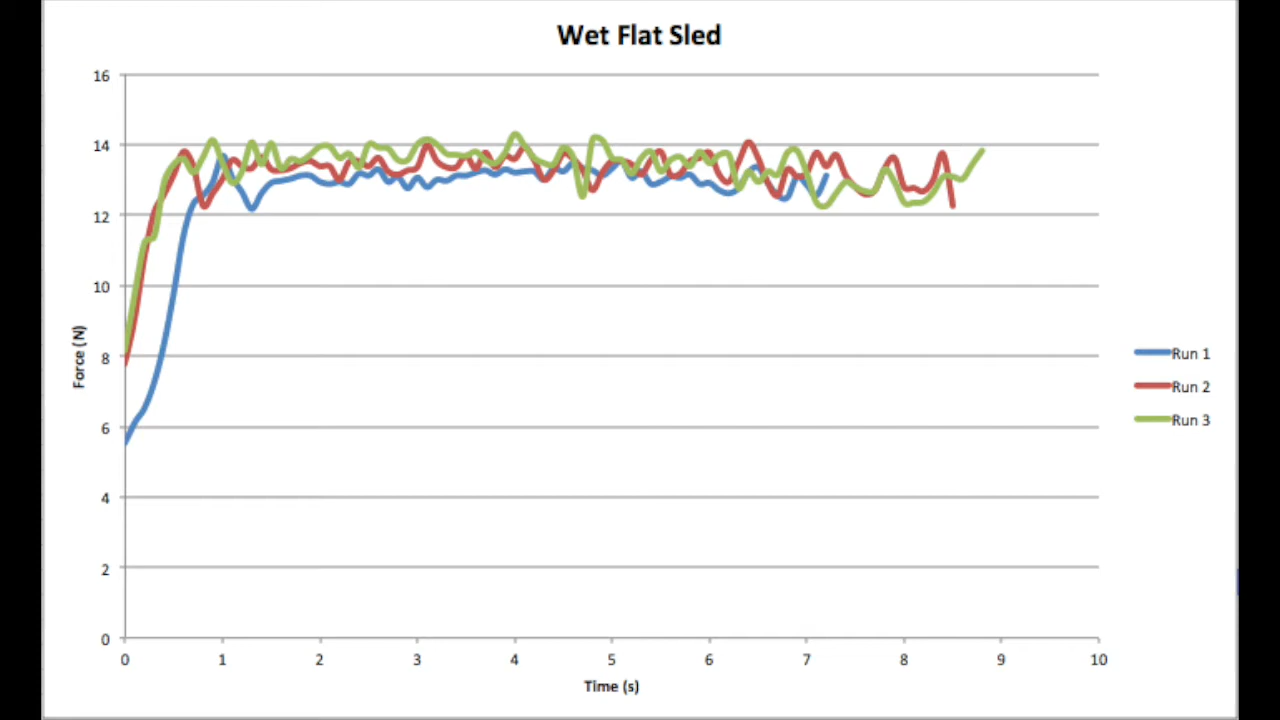 Wet Flat Sled
16
14
12
10
8
6
4
2
0
Force (N)
0 1 2 3 4 5 6 7 8 9 10
Time (s)
Run 1
Run 2
Run 3